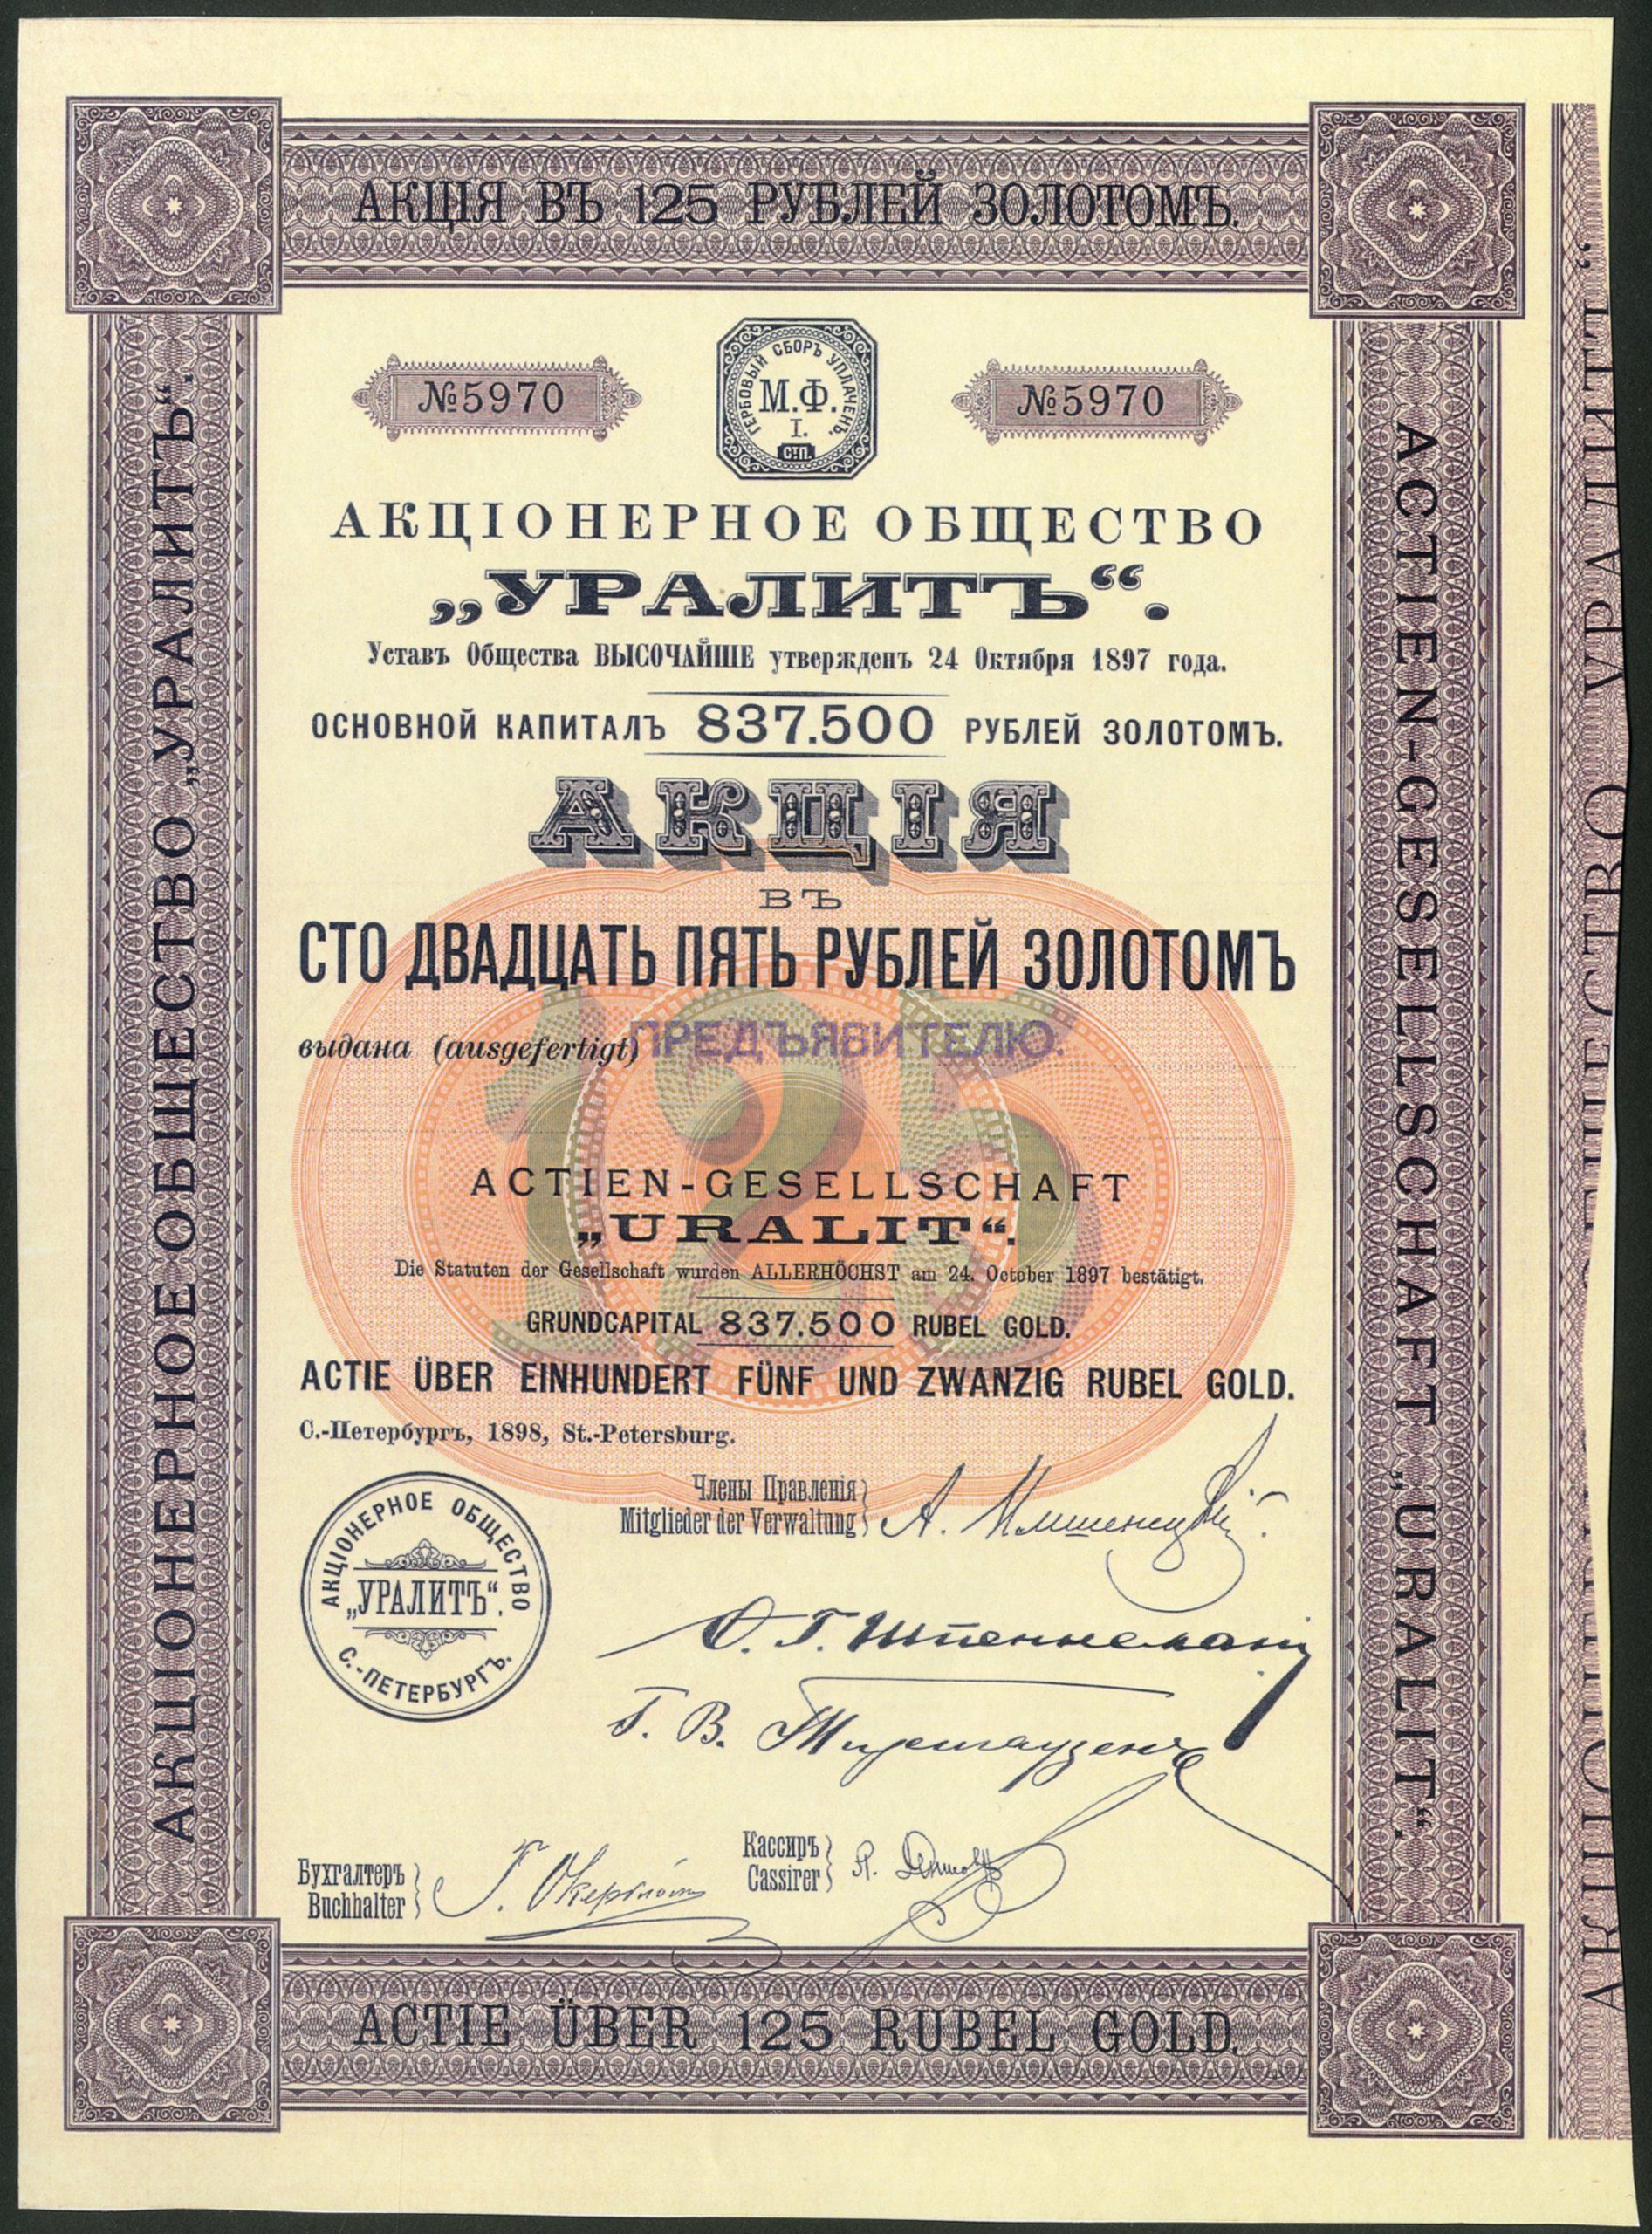 АКЦІЯ ВЪ 125 РУБЛЕЙ ЗОЛОТОМЪ.
№5970
ГЕРБОВЫЙ СБОРЪ УПЛАЧЕНЪ.
М.Ф.
I.
СТП.
№5970
АКЦІОНЕРНОЕ ОБЩЕСТВО
„УРАЛИТЪ“.
Уставъ Общества ВЫСОЧАЙШЕ утвержденъ 24 Октября 1897 года.
ОСНОВНОЙ КАПИТАЛЪ 837.500 РУБЛЕЙ ЗОЛОТОМЪ.
АКЦІЯ
ВЪ
СТО ДВАДЦАТЬ ПЯТЬ РУБЛЕЙ ЗОЛОТОМЪ
выдана (ausgefertigt) ПРЕДЪЯВИТЕЛЮ.
125
ACTIEN-GESELLSCHAFT
„URALIT“.
Die Statuten der Gesellschaft wurden ALLERHÖCHST am 24. October 1897 bestätigt.
GRUNDCAPITAL 837.500 RUBEL GOLD.
ACTIE ÜBER EINHUNDERT FÜNF UND ZWANZIG RUBEL GOLD.
С.-Петербургъ, 1898, St.-Petersburg.
Члены Правленія
Mitglieder der Verwaltung
АКЦІОНЕРНОЕ ОБЩЕСТВО
„УРАЛИТЪ“.
С.-ПЕТЕРБУРГЪ.
Бухгалтеръ
Buchhalter
Кассиръ
Cassirer
ACTIE ÜBER 125 RUBEL GOLD.
АКЦІОНЕРНОЕ ОБЩЕСТВО „УРАЛИТЪ“.
ACTIEN-GESELLSCHAFT „URALIT“.